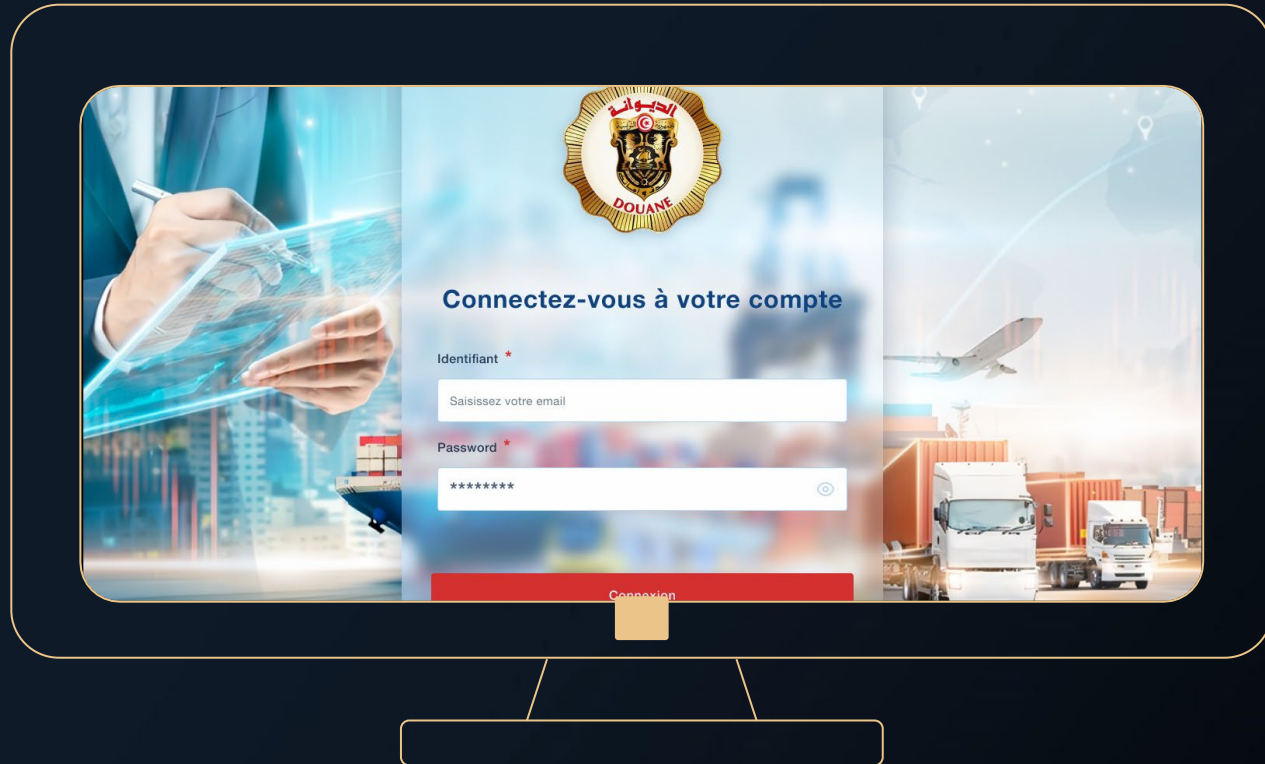 الديوانة
DOUANE
Connectez-vous à votre compte
Identifiant *
Saisissez votre email
Password *
********
Connexion